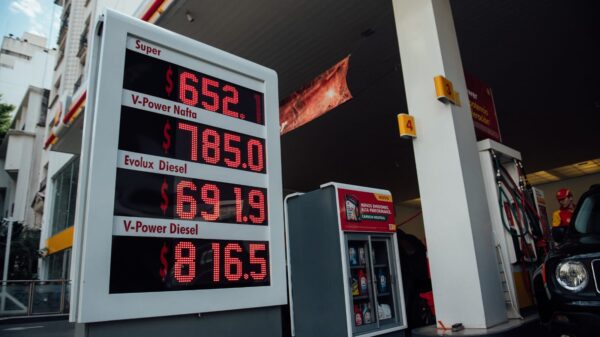 Super
$652.1
V-Power Nafta
$785.0
Evolux Diesel
$691.9
V-Power Diesel
$816.5
4